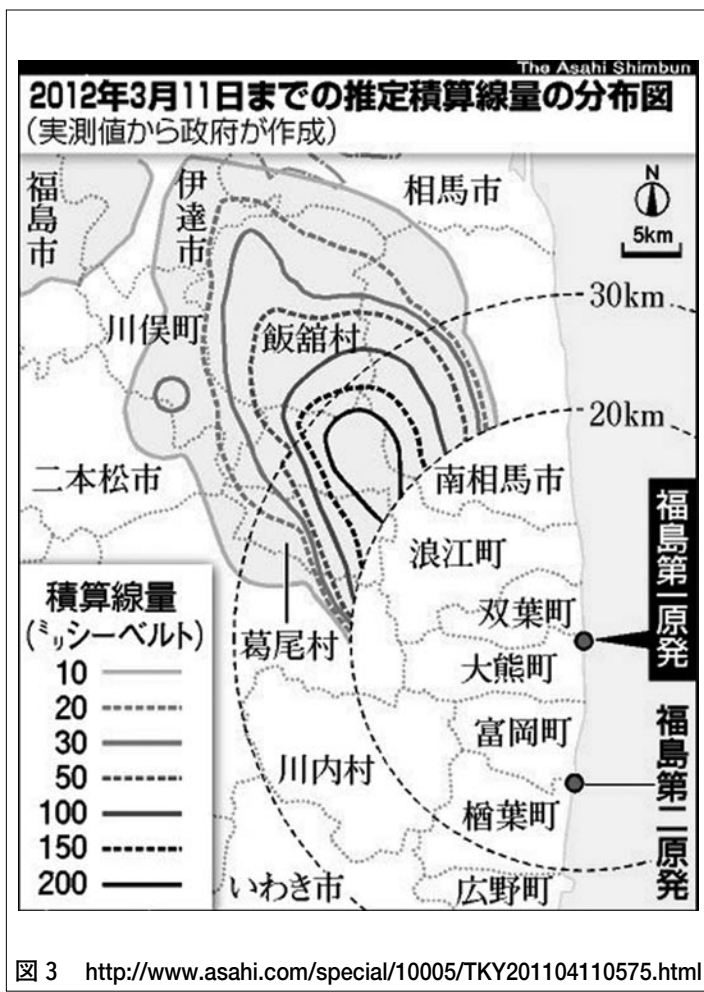 The Asahi Shimbun
2012年3月11日までの推定積算線量の分布図
(実測値から政府が作成)
福島市
伊達市
相馬市
N
5km
30km
川俣町
飯舘村
20km
二本松市
南相馬市
浪江町
福島第一原発
双葉町
葛尾村
大熊町
富岡町
川内村
福島第二原発
楢葉町
いわき市
広野町
積算線量
(ミリシーベルト)
10
20
30
50
100
150
200
図 3 http://www.asahi.com/special/10005/TKY201104110575.html